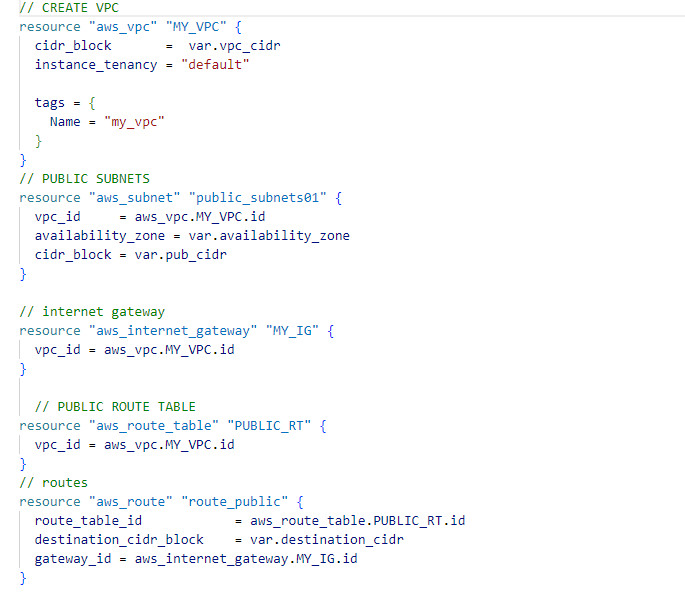 // CREATE VPC
resource "aws_vpc" "MY_VPC" {
  cidr_block       =  var.vpc_cidr
  instance_tenancy = "default"

  tags = {
    Name = "my_vpc"
  }
}
// PUBLIC SUBNETS
resource "aws_subnet" "public_subnets01" {
  vpc_id     = aws_vpc.MY_VPC.id
  availability_zone = var.availability_zone
  cidr_block = var.pub_cidr
}

// internet gateway
resource "aws_internet_gateway" "MY_IG" {
  vpc_id = aws_vpc.MY_VPC.id
}

  // PUBLIC ROUTE TABLE
resource "aws_route_table" "PUBLIC_RT" {
  vpc_id = aws_vpc.MY_VPC.id
}
// routes
resource "aws_route" "route_public" {
  route_table_id            = aws_route_table.PUBLIC_RT.id
  destination_cidr_block    = var.destination_cidr
  gateway_id = aws_internet_gateway.MY_IG.id
}